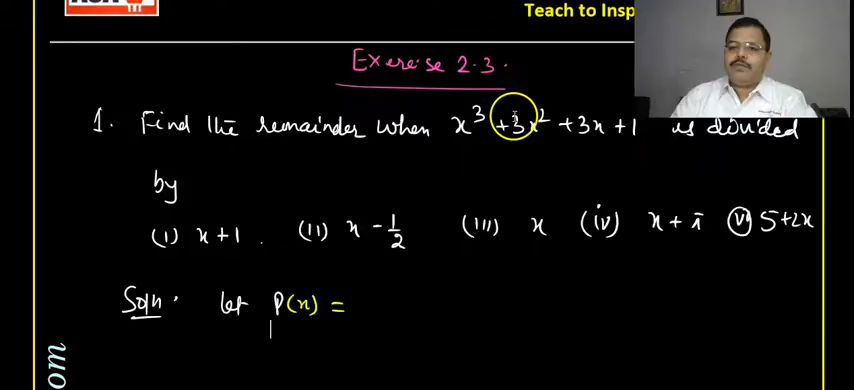 Teach to Insp
Exercise 2.3.
1. Find the remainder when x³ + 3x² + 3x + 1 is divided
by
(i) x + 1. (ii) x - 1/2 (iii) x (iv) x + π (v) 5 + 2x
Soln. let p(x) =
om